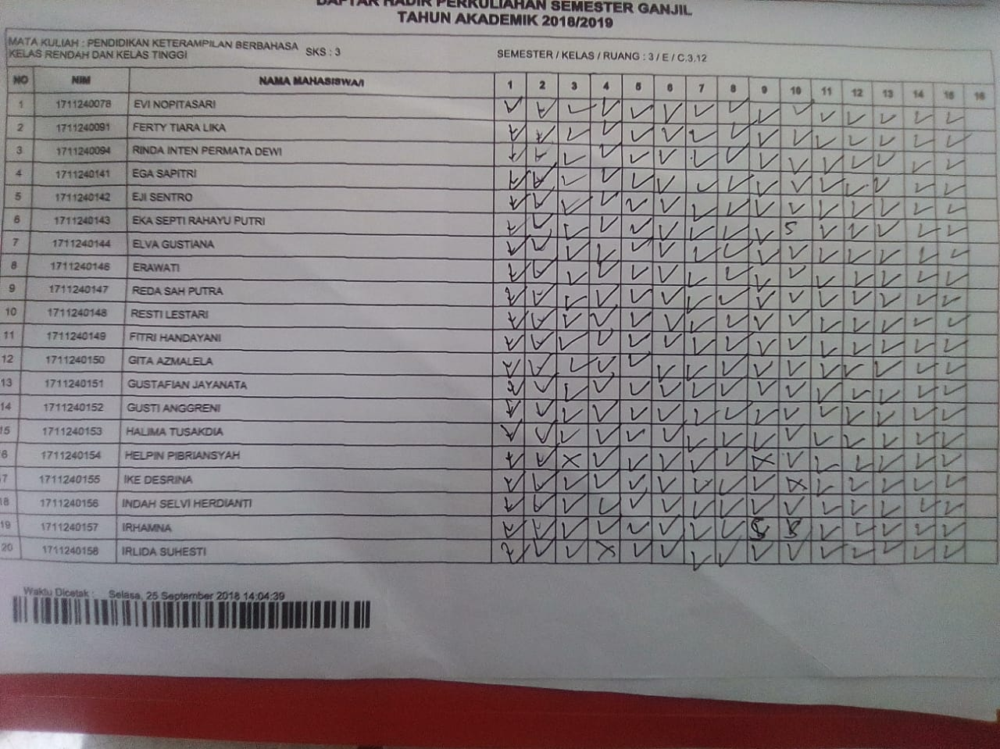 DAFTAR HADIR PERKULIAHAN SEMESTER GANJIL
TAHUN AKADEMIK 2018/2019
MATA KULIAH : PENDIDIKAN KETERAMPILAN BERBAHASA
KELAS RENDAH DAN KELAS TINGGI SKS : 3 SEMESTER / KELAS / RUANG : 3 / E / C.3.12
NO NIM NAMA MAHASISWA/I 1 2 3 4 5 6 7 8 9 10 11 12 13 14 15 16
1 1711240078 EVI NOPITASARI
2 1711240091 FERTY TIARA LIKA
3 1711240094 RINDA INTEN PERMATA DEWI
4 1711240141 EGA SAPITRI
5 1711240142 EJI SENTRO
6 1711240143 EKA SEPTI RAHAYU PUTRI S
7 1711240144 ELVA GUSTIANA
8 1711240146 ERAWATI
9 1711240147 REDA SAH PUTRA
10 1711240148 RESTI LESTARI
11 1711240149 FITRI HANDAYANI
12 1711240150 GITA AZMALELA
13 1711240151 GUSTAFIAN JAYANATA
14 1711240152 GUSTI ANGGRENI
15 1711240153 HALIMA TUSAKDIA
6 1711240154 HELPIN PIBRIANSYAH
7 1711240155 IKE DESRINA
18 1711240156 INDAH SELVI HERDIANTI
19 1711240157 IRHAMNA
20 1711240158 IRLIDA SUHESTI
Waktu Dicetak : Selasa, 25 September 2018 14:04:39